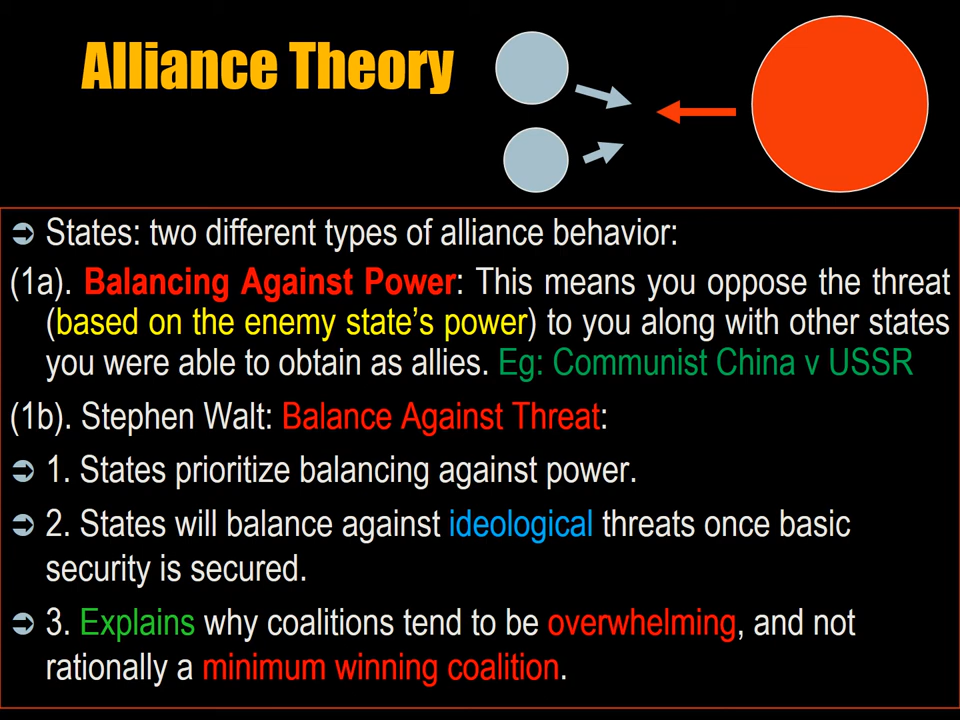 Alliance Theory
States: two different types of alliance behavior:
(1a). Balancing Against Power: This means you oppose the threat
(based on the enemy state's power) to you along with other states
you were able to obtain as allies. Eg: Communist China v USSR
(1b). Stephen Walt: Balance Against Threat:
1. States prioritize balancing against power.
2. States will balance against ideological threats once basic
security is secured.
3. Explains why coalitions tend to be overwhelming, and not
rationally a minimum winning coalition.